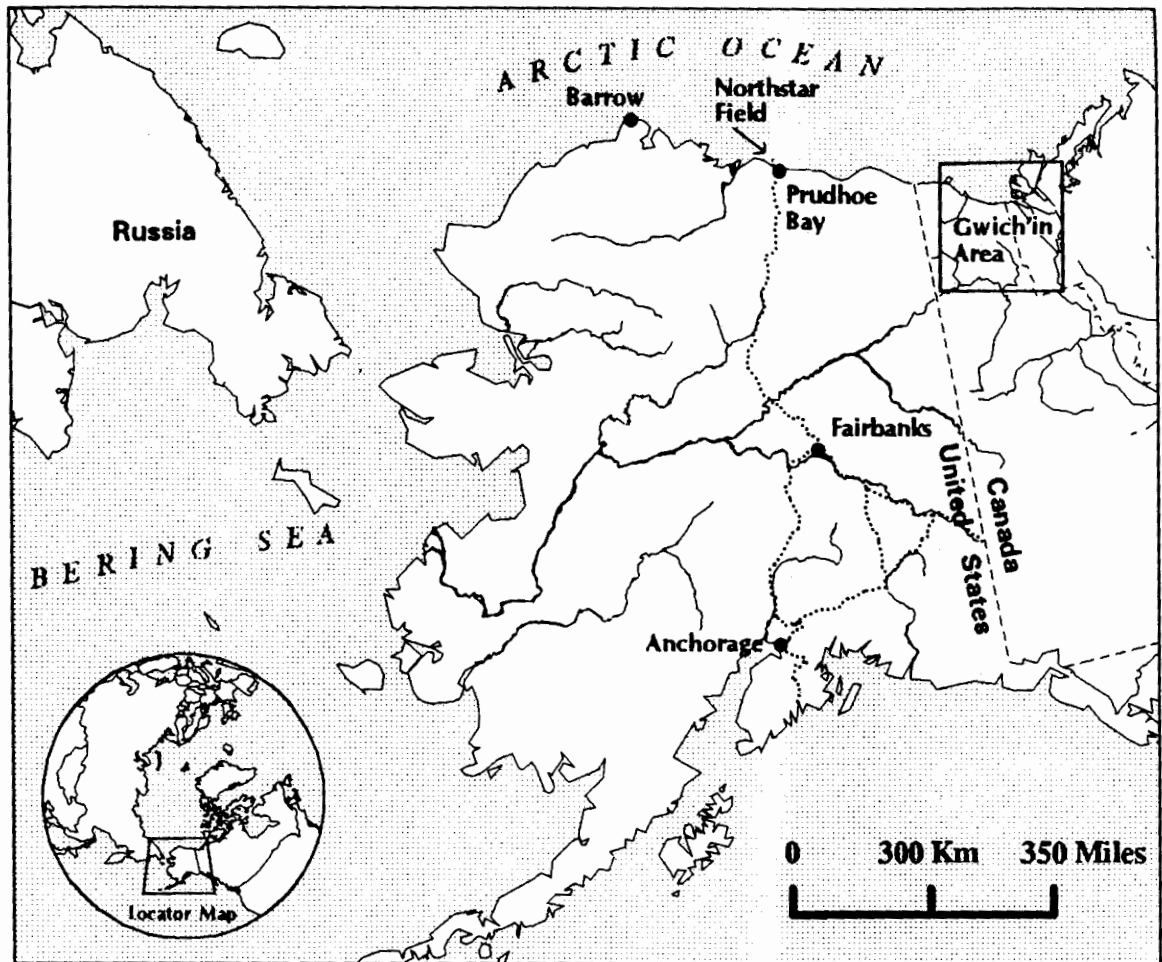 ARCTIC OCEAN
Barrow
Northstar
Field
Prudhoe
Bay
Gwich'in
Area
Russia
Fairbanks
United States
Canada
BERING SEA
Anchorage
0 300 Km 350 Miles
Locator Map